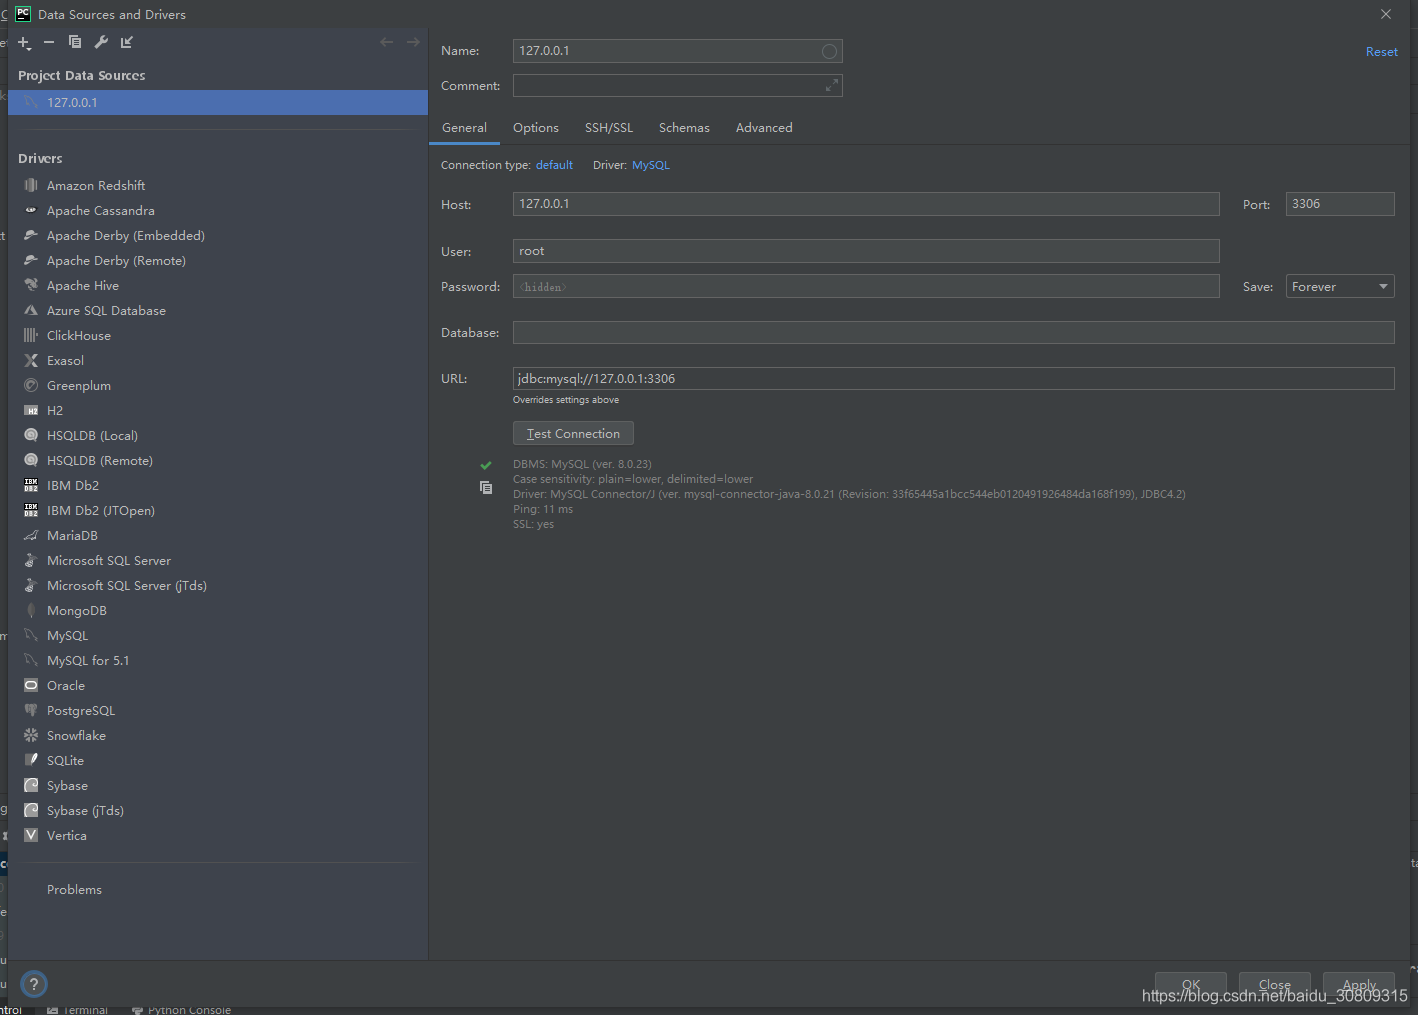 PC Data Sources and Drivers
Project Data Sources
127.0.0.1
Drivers
Amazon Redshift
Apache Cassandra
Apache Derby (Embedded)
Apache Derby (Remote)
Apache Hive
Azure SQL Database
ClickHouse
Exasol
Greenplum
H2 H2
HSQLDB (Local)
HSQLDB (Remote)
IBM DB2 IBM Db2
IBM DB2 IBM Db2 (JTOpen)
MariaDB
Microsoft SQL Server
Microsoft SQL Server (jTds)
MongoDB
MySQL
MySQL for 5.1
Oracle
PostgreSQL
Snowflake
SQLite
Sybase
Sybase (jTds)
V Vertica
Problems
?
Name: 127.0.0.1 Reset
Comment:
General Options SSH/SSL Schemas Advanced
Connection type: default Driver: MySQL
Host: 127.0.0.1 Port: 3306
User: root
Password: <hidden> Save: Forever
Database:
URL: jdbc:mysql://127.0.0.1:3306
Overrides settings above
Test Connection
DBMS: MySQL (ver. 8.0.23)
Case sensitivity: plain=lower, delimited=lower
Driver: MySQL Connector/J (ver. mysql-connector-java-8.0.21 (Revision: 33f65445a1bcc544eb0120491926484da168f199), JDBC4.2)
Ping: 11 ms
SSL: yes
OK Close Apply
https://blog.csdn.net/baidu_30809315
ntrol Terminal Python Console